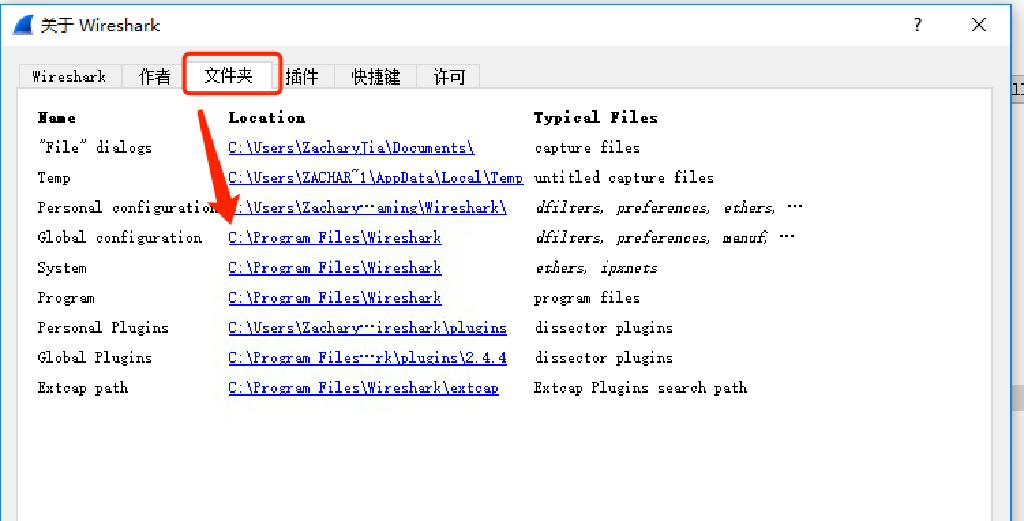 关于 Wireshark
Wireshark 作者 文件夹 插件 快捷键 许可
Name Location Typical Files
"File" dialogs C:\Users\ZacharyJia\Documents\ capture files
Temp C:\Users\ZACHAR~1\AppData\Local\Temp untitled capture files
Personal configuration :\Users\Zachary…aming\Wireshark\ dfilters, preferences, ethers, …
Global configuration C:\Program Files\Wireshark dfilters, preferences, manuf, …
System C:\Program Files\Wireshark ethers, ipxnets
Program C:\Program Files\Wireshark program files
Personal Plugins C:\Users\Zachary…ireshark\plugins dissector plugins
Global Plugins C:\Program Files…rk\plugins\2.4.4 dissector plugins
Extcap path C:\Program Files\Wireshark\extcap Extcap Plugins search path